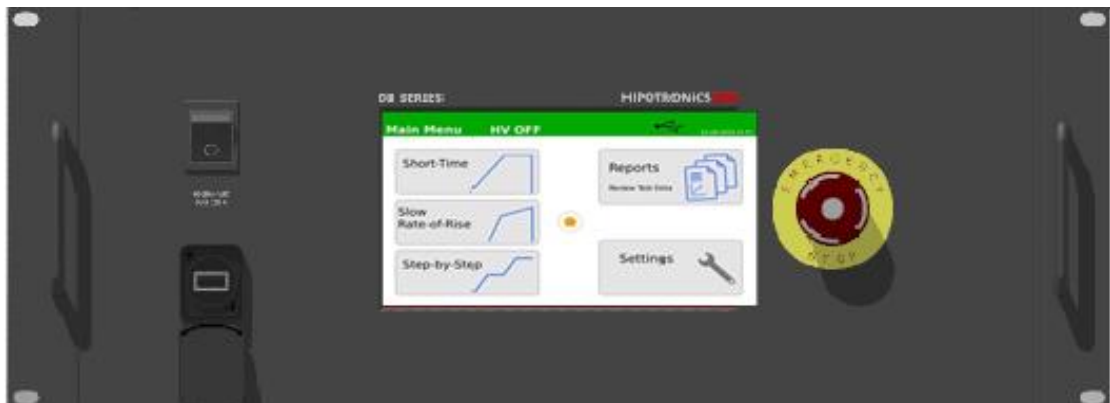 DB SERIES:
HIPOTRONICS
Main Menu HV OFF
Short-Time
Reports
Review Test Data
Slow
Rate-of-Rise
Step-by-Step
Settings
EMERGENCY
STOP